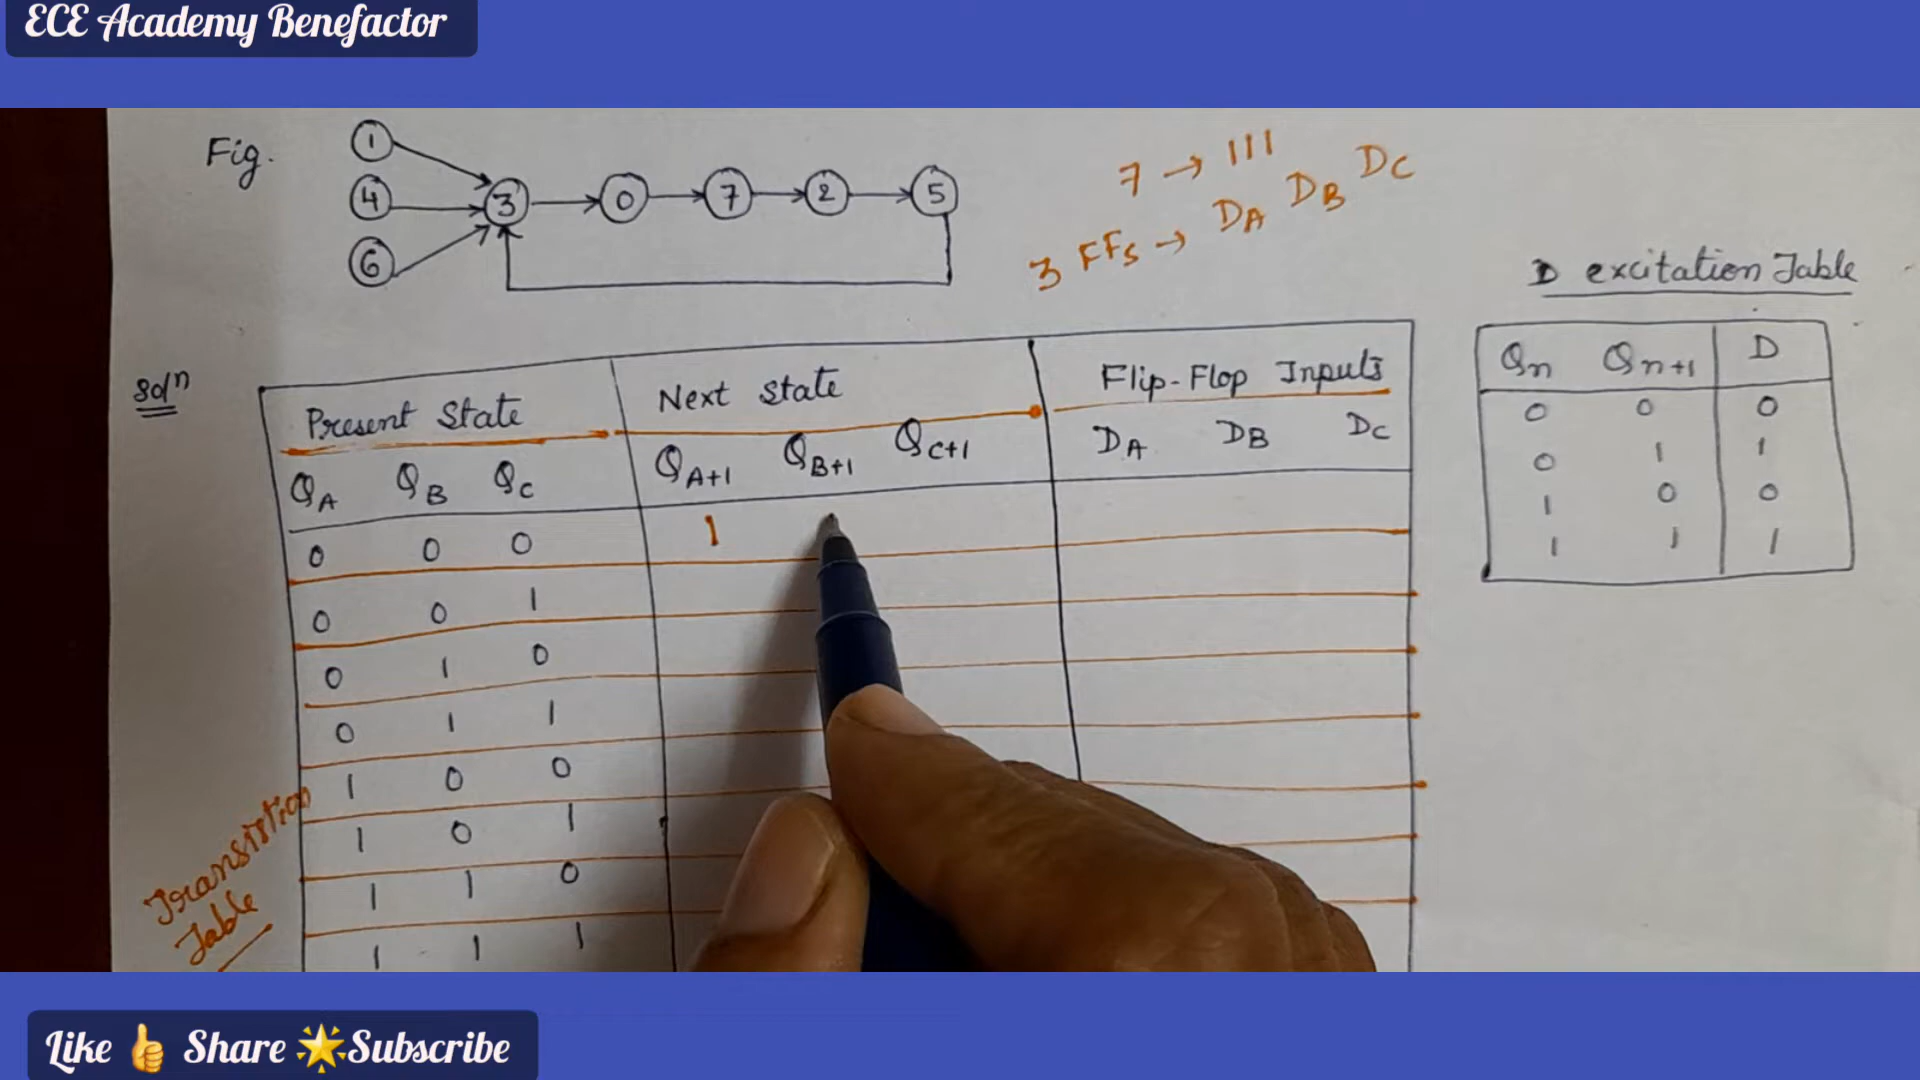 ECE Academy Benefactor
Fig.
1
4
6
3 → 0 → 7 → 2 → 5
7 → 111
3 FFs → DA DB DC
D excitation Table
Qn Qn+1 D
0 0 0
0 1 1
1 0 0
1 1 1
Soln
Present State Next State Flip-Flop Inputs
QA QB QC QA+1 QB+1 QC+1 DA DB DC
0 0 0 1
0 0 1
0 1 0
0 1 1
1 0 0
1 0 1
1 1 0
1 1 1
Transistion
Table
Like 👍 Share 🌟Subscribe